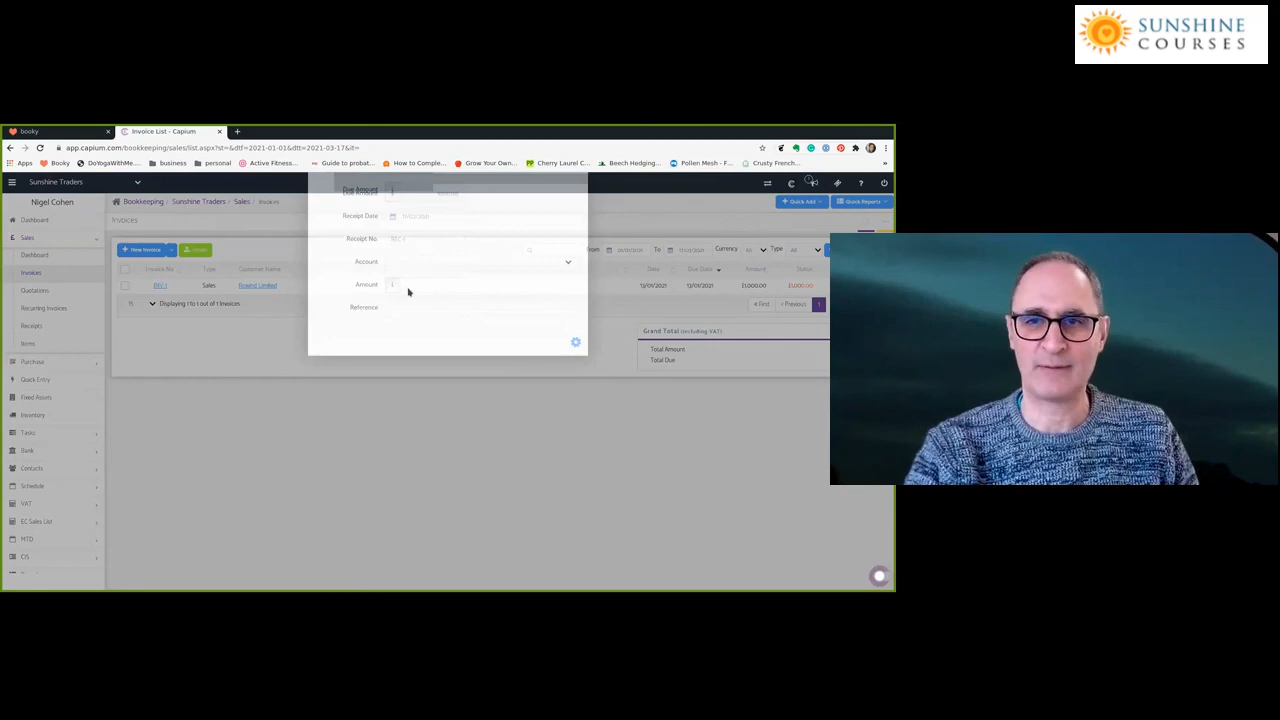 SUNSHINE
COURSES
booky
Invoice List - Capium
app.capium.com/bookkeeping/sales/list.aspx?st=&dtf=2021-01-01&dtt=2021-03-17&it=
Apps Booky DoYogaWithMe... business personal Active Fitness... Guide to probat... How to Comple... Grow Your Own... Cherry Laurel C... Beech Hedging... Pollen Mesh - F... Crusty French...
Sunshine Traders
Nigel Cohen
Bookkeeping / Sunshine Traders / Sales / Invoices
Quick Add
Quick Reports
Dashboard
Sales
Dashboard
Invoices
Quotations
Recurring Invoices
Receipts
Items
Purchase
Quick Entry
Fixed Assets
Inventory
Tasks
Bank
Contacts
Schedule
VAT
EC Sales List
MTD
CIS
Invoices
New Invoice
To Currency Type
Invoice No Type Customer Name
Date Due Date Amount Status
INV-1 Sales
13/01/2021 13/01/2021 £1,000.00 £1,000.00
15 Displaying 1 to 1 out of 1 Invoices
First Previous 1
Grand Total (including VAT)
Total Amount
Total Due
Due Amount
Receipt Date
Receipt No.
Account
Amount
Reference